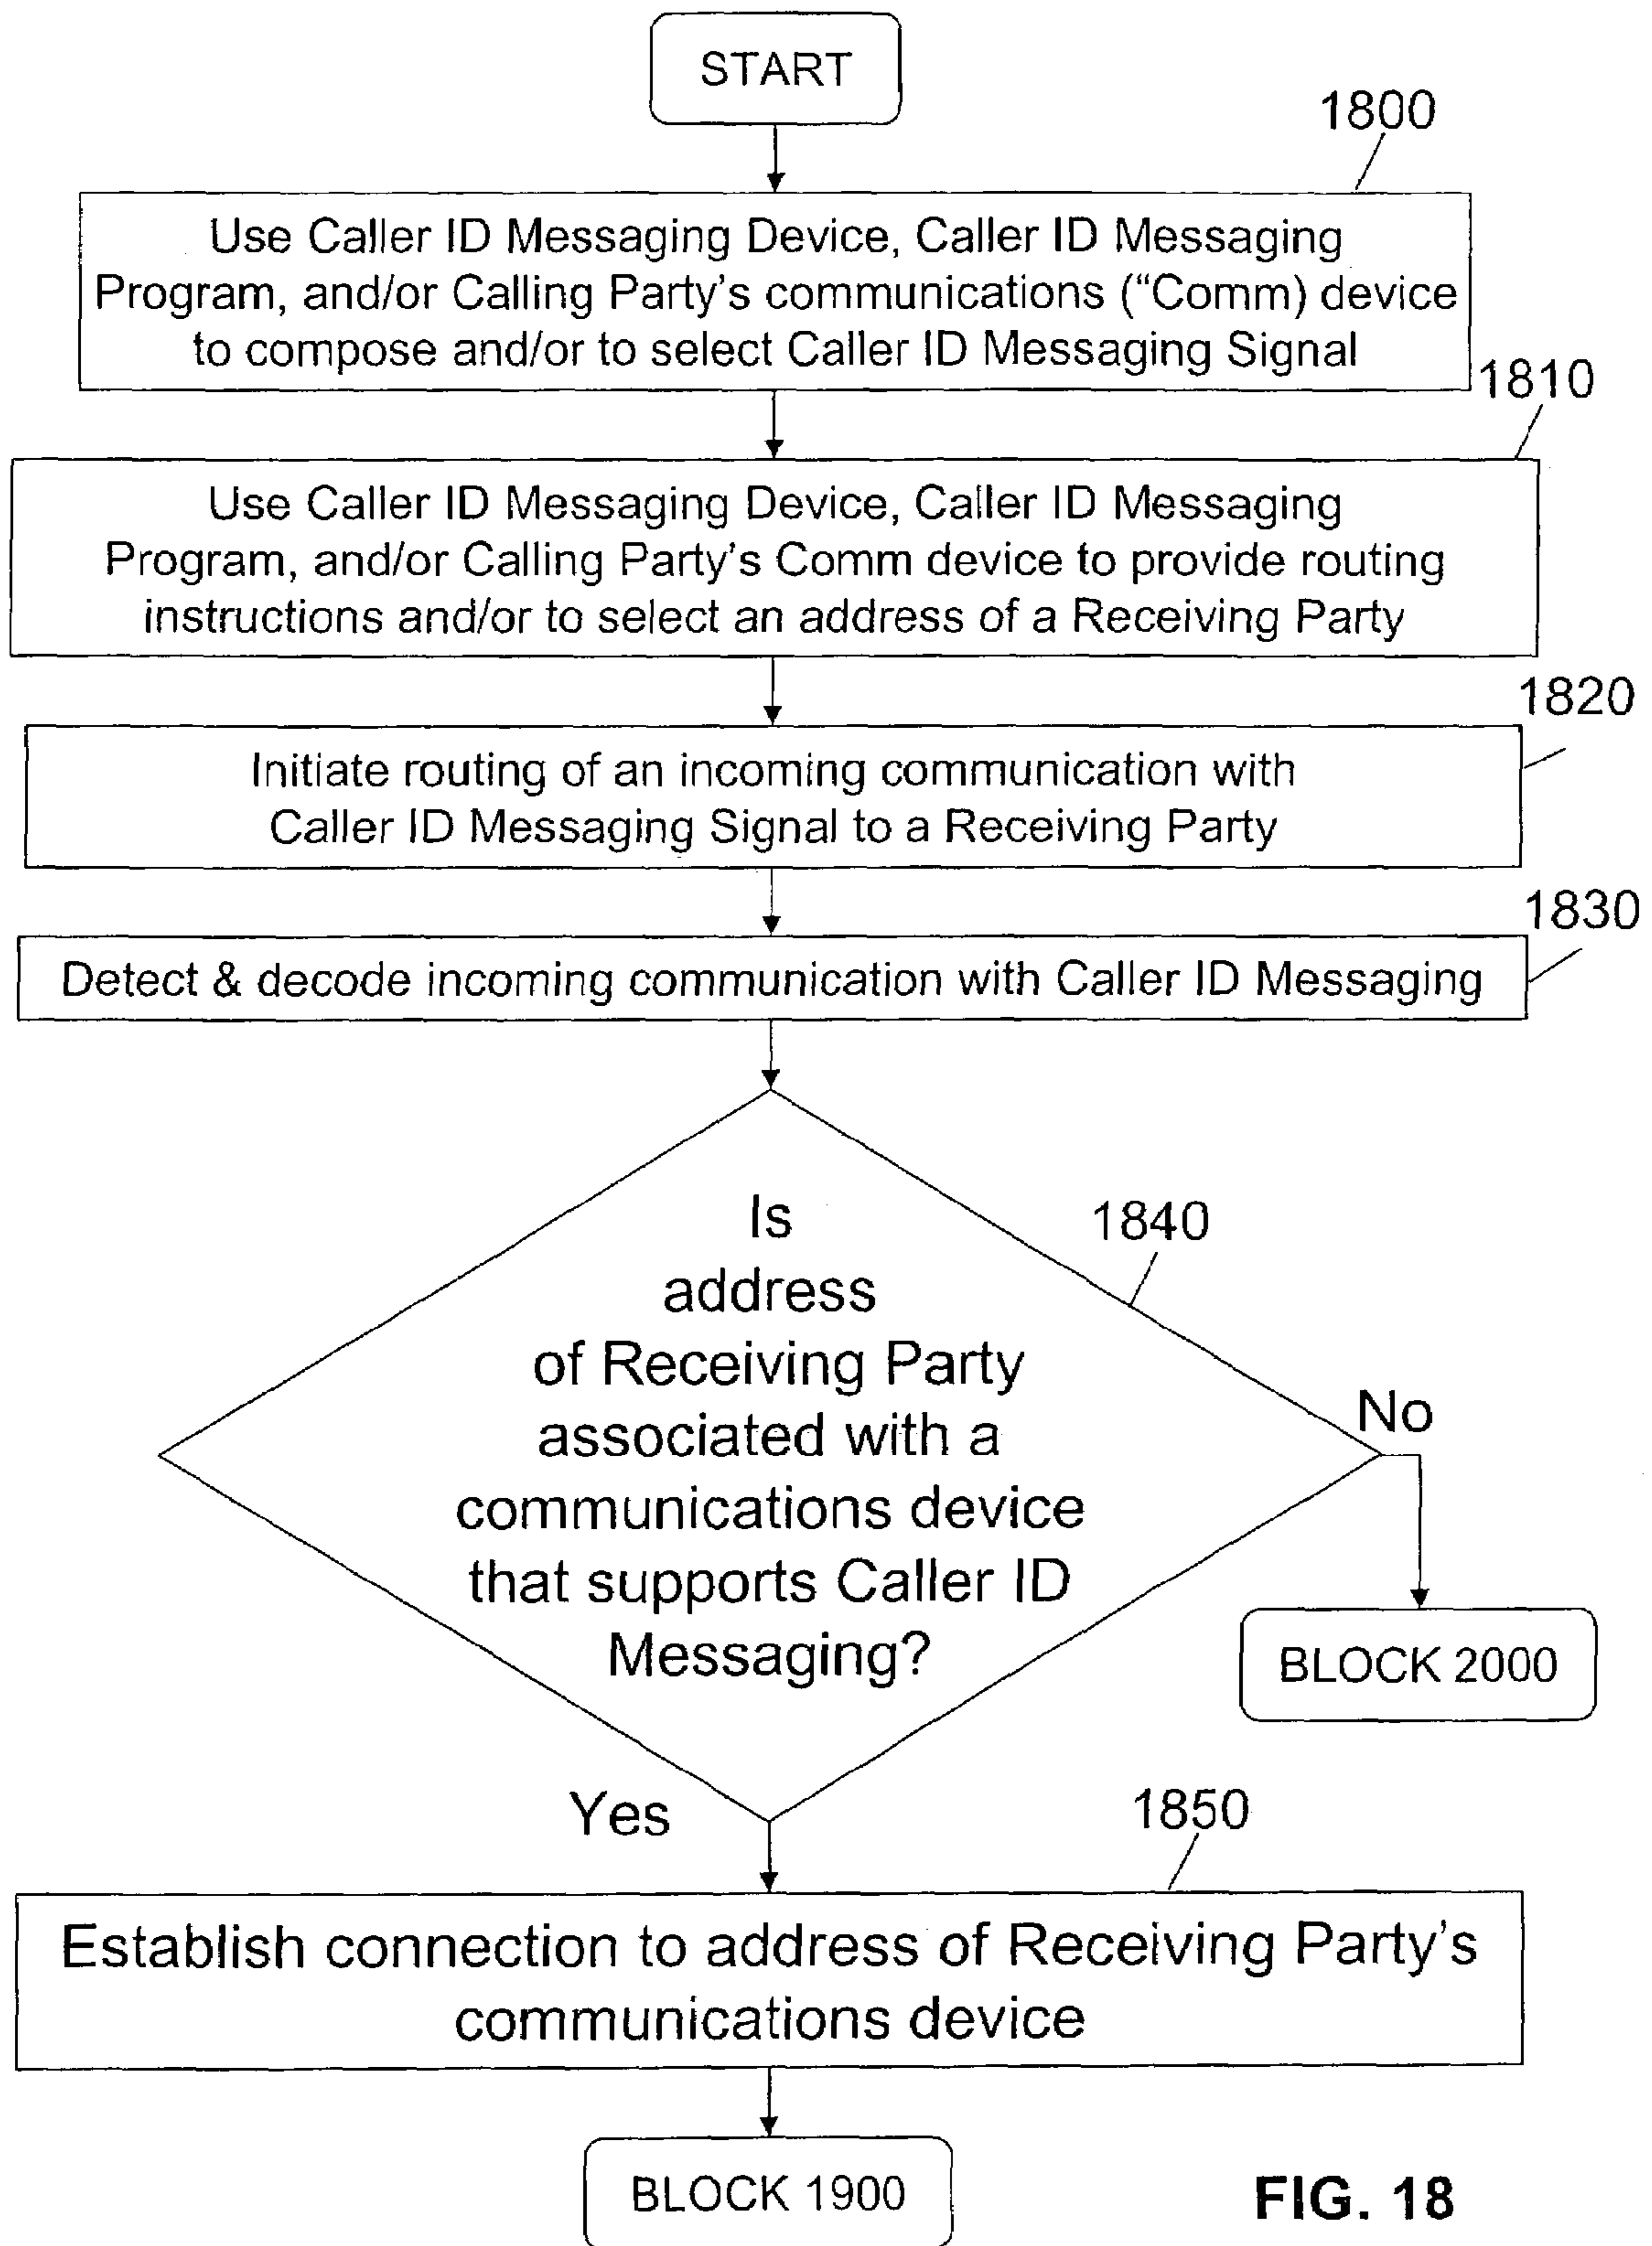 START
1800
Use Caller ID Messaging Device, Caller ID Messaging
Program, and/or Calling Party's communications (“Comm) device
to compose and/or to select Caller ID Messaging Signal
1810
Use Caller ID Messaging Device, Caller ID Messaging
Program, and/or Calling Party's Comm device to provide routing
instructions and/or to select an address of a Receiving Party
1820
Initiate routing of an incoming communication with
Caller ID Messaging Signal to a Receiving Party
1830
Detect & decode incoming communication with Caller ID Messaging
Is
1840
address
of Receiving Party
associated with a
communications device
that supports Caller ID
Messaging?
No
BLOCK 2000
Yes
1850
Establish connection to address of Receiving Party's
communications device
BLOCK 1900
FIG. 18